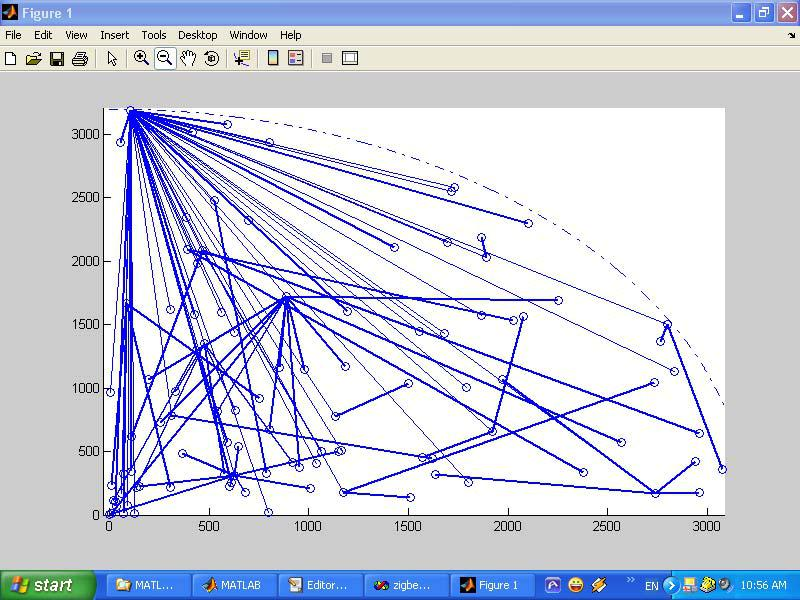 Figure 1
File Edit View Insert Tools Desktop Window Help
3000
2500
2000
1500
1000
500
0
0 500 1000 1500 2000 2500 3000
start MATL... MATLAB Editor... zigbe... Figure 1 EN 10:56 AM